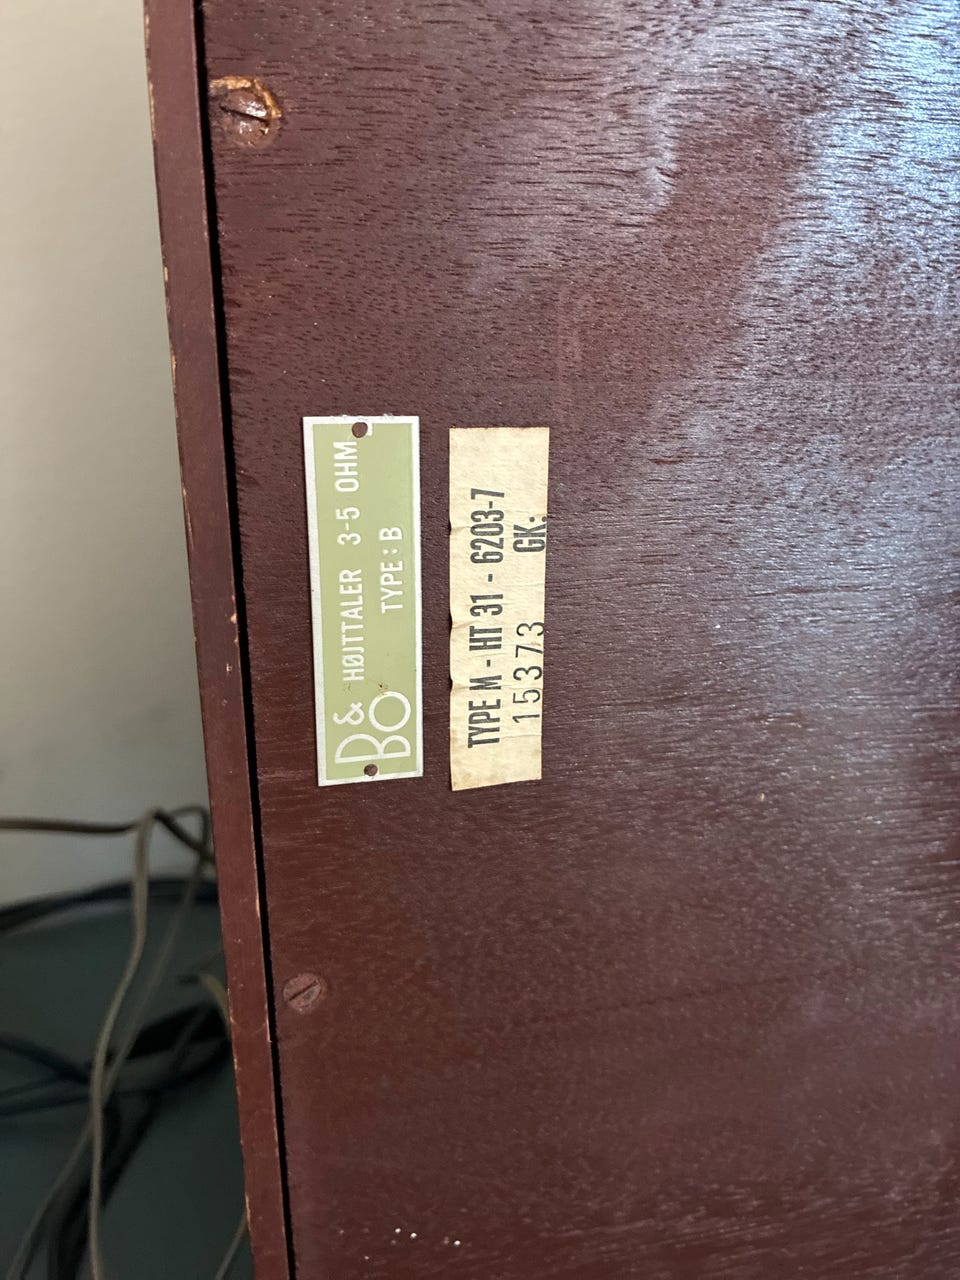 B&O HØJTTALER 3-5 OHM
TYPE: B
TYPE M - HT 31 - 6203-7
15373 GK: